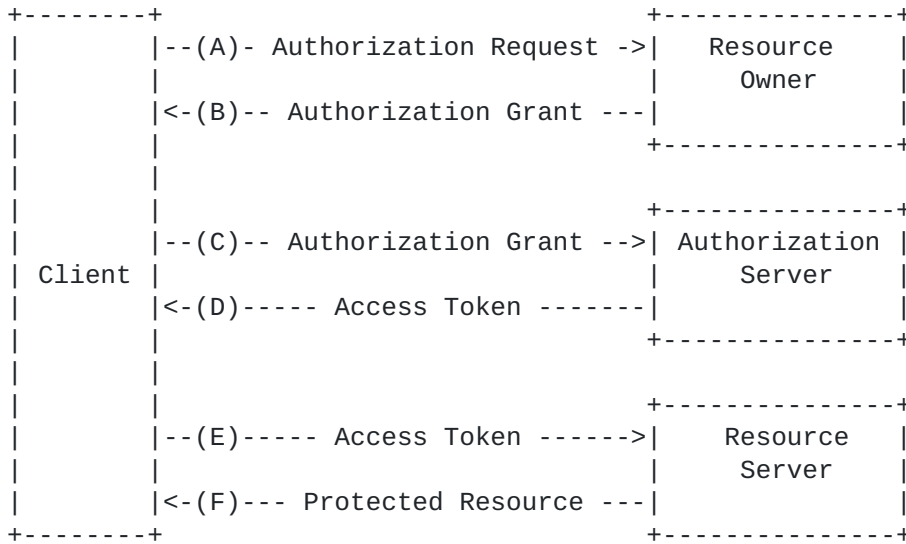 --(A)- Authorization Request ->
Resource
Owner
<-(B)-- Authorization Grant ---
--(C)-- Authorization Grant -->
Authorization
Client
Server
<-(D)----- Access Token -------
--(E)----- Access Token ------>
Resource
Server
<-(F)--- Protected Resource ---